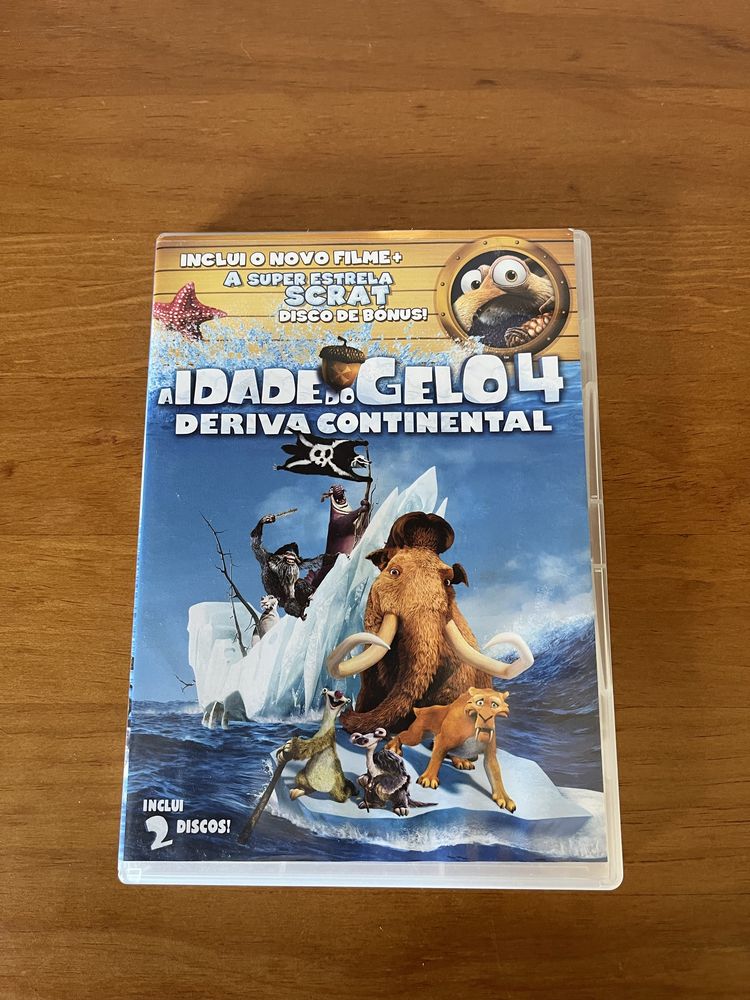 INCLUI O NOVO FILME+
A SUPER ESTRELA
SCRAT
DISCO DE BÓNUS!
A IDADE DO GELO 4
DERIVA CONTINENTAL
INCLUI
2 DISCOS!